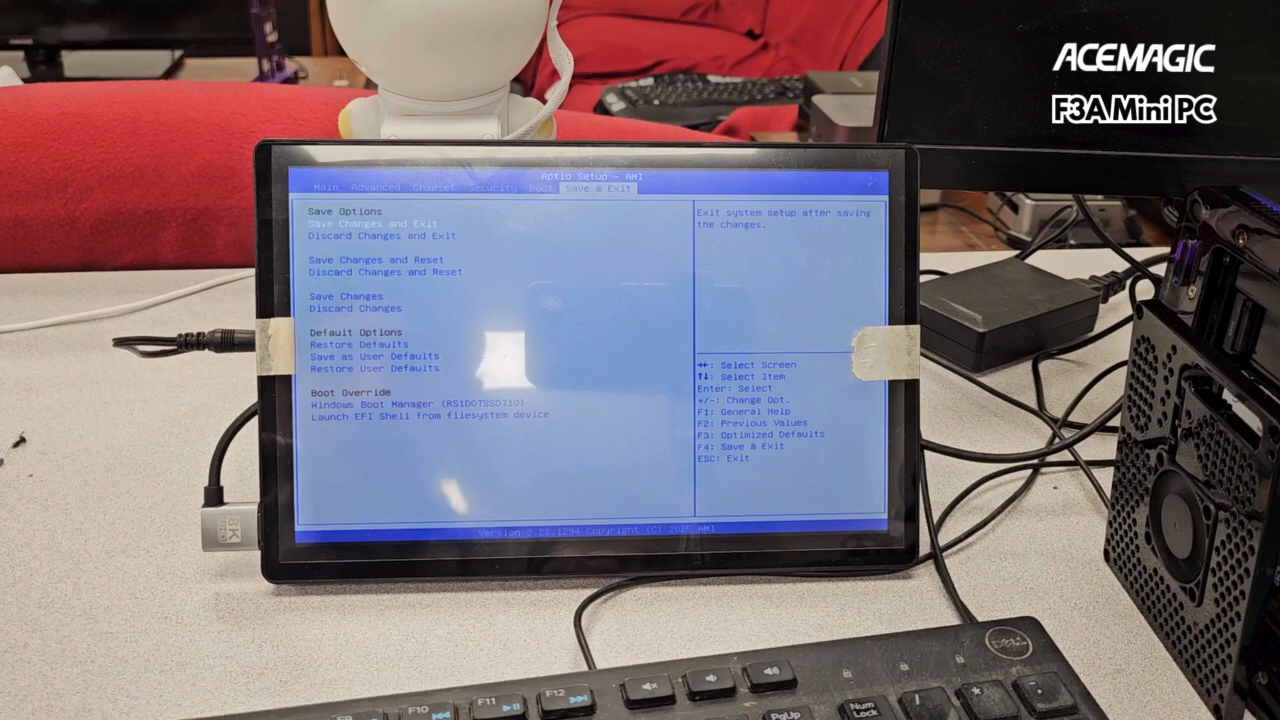 ACEMAGIC
F3A Mini PC
Aptio Setup - AMI
Main Advanced Chipset Security Boot Save & Exit
Save Options
Save Changes and Exit
Discard Changes and Exit
Save Changes and Reset
Discard Changes and Reset
Save Changes
Discard Changes
Default Options
Restore Defaults
Save as User Defaults
Restore User Defaults
Boot Override
Windows Boot Manager (RS1D0TSSD710)
Launch EFI Shell from filesystem device
Exit system setup after saving
the changes.
→←: Select Screen
↑↓: Select Item
Enter: Select
+/-: Change Opt.
F1: General Help
F2: Previous Values
F3: Optimized Defaults
F4: Save & Exit
ESC: Exit
Version 2.22.1294 Copyright (C) 2025 AMI
8K
UHD
DELL
F9
F10
F11
F12
PgUp
Num
Lock
/
*
-